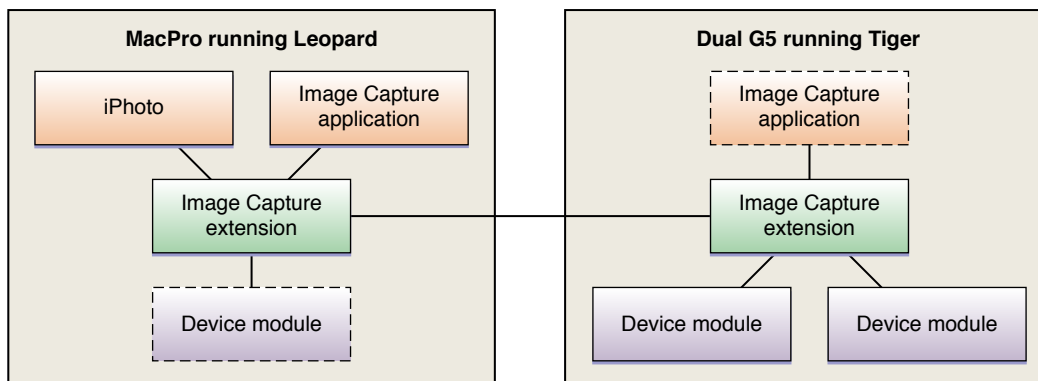 MacPro running Leopard
iPhoto
Image Capture
application
Image Capture
extension
Device module
Dual G5 running Tiger
Image Capture
application
Image Capture
extension
Device module
Device module